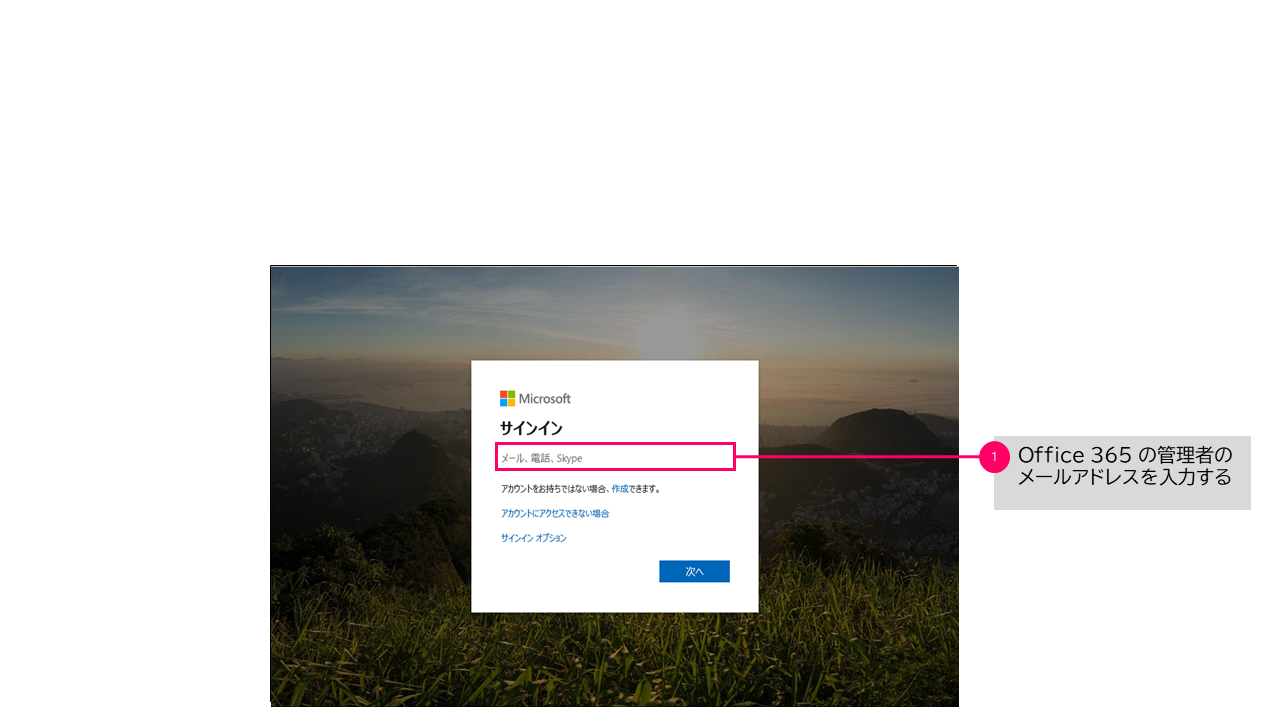 Microsoft
サインイン
メール、電話、Skype
アカウントをお持ちではない場合、作成できます。
アカウントにアクセスできない場合
サインイン オプション
次へ
1
Office 365 の管理者の
メールアドレスを入力する